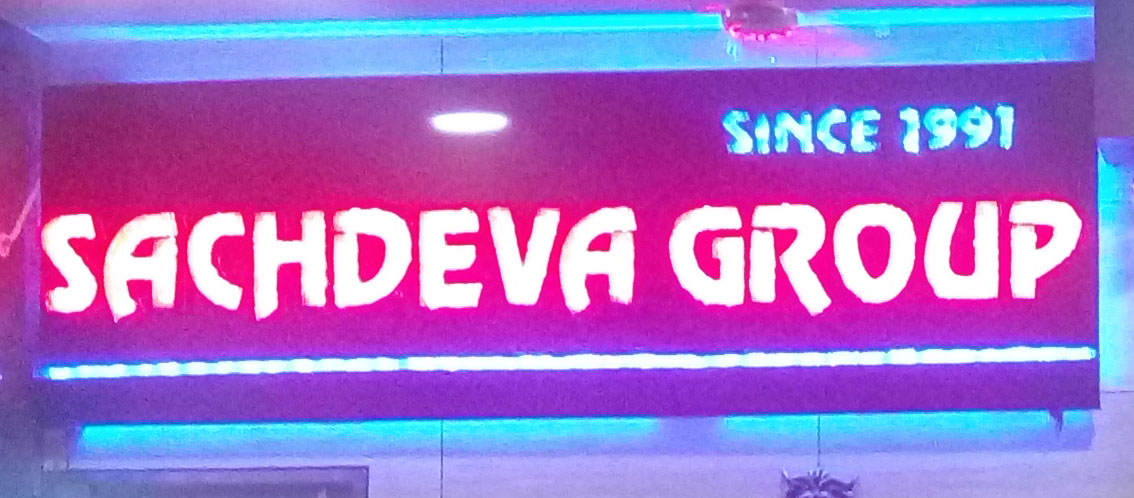 SINCE 1991
SACHDEVA GROUP